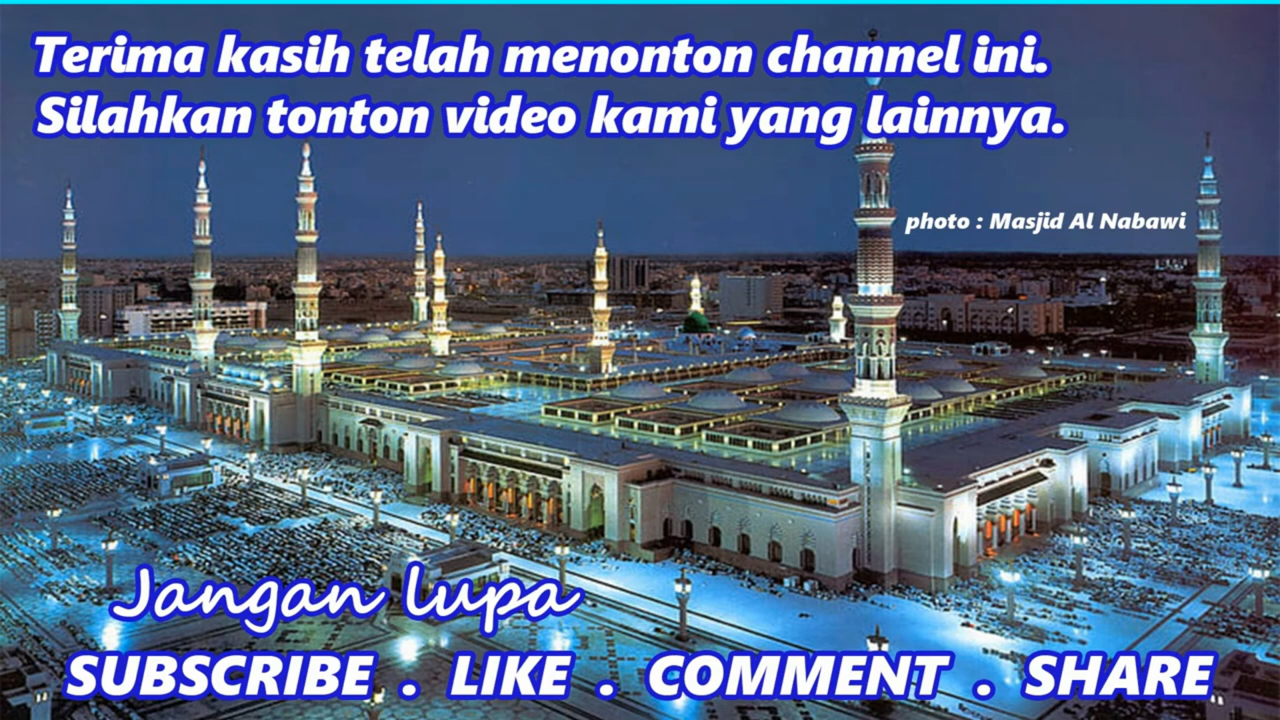 Terima kasih telah menonton channel ini.
Silahkan tonton video kami yang lainnya.
photo : Masjid Al Nabawi
Jangan lupa
SUBSCRIBE . LIKE . COMMENT . SHARE